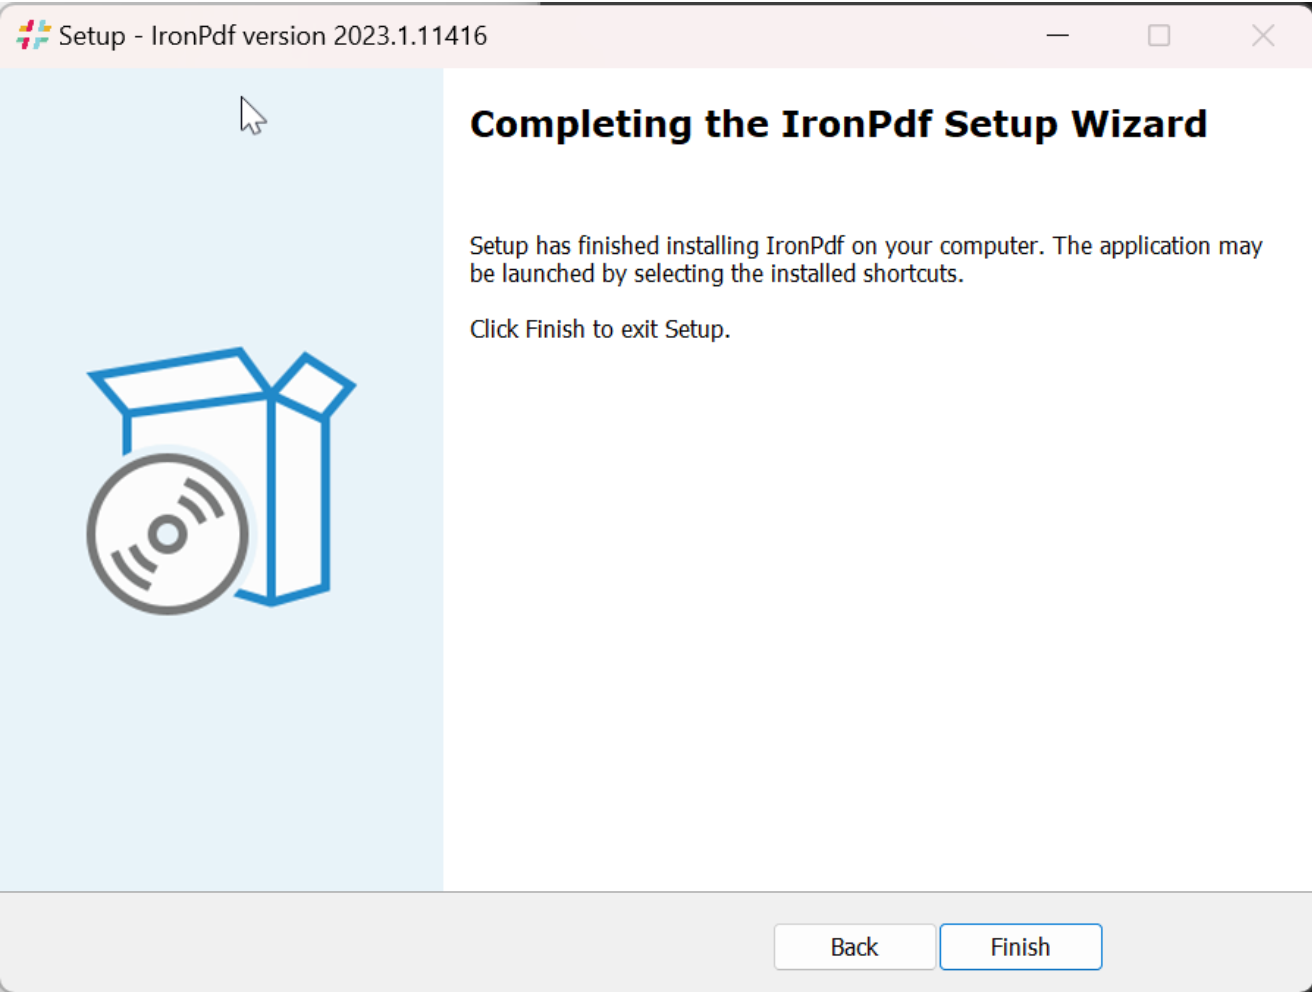 Setup - IronPdf version 2023.1.11416
Completing the IronPdf Setup Wizard
Setup has finished installing IronPdf on your computer. The application may
be launched by selecting the installed shortcuts.
Click Finish to exit Setup.
Back
Finish